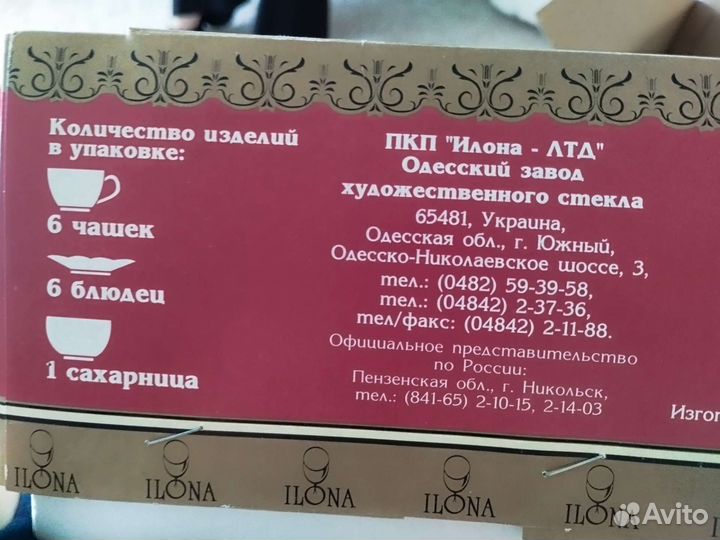 Количество изделий
в упаковке:
6 чашек
6 блюдец
1 сахарница
ПКП "Илона - ЛТД"
Одесский завод
художественного стекла
65481, Украина,
Одесская обл., г. Южный,
Одесско-Николаевское шоссе, 3,
тел.: (0482) 59-39-58,
тел.: (04842) 2-37-36,
тел/факс: (04842) 2-11-88.
Официальное представительство
по России:
Пензенская обл., г. Никольск,
тел.: (841-65) 2-10-15, 2-14-03
ILONA ILONA ILONA ILONA ILONA
Avito